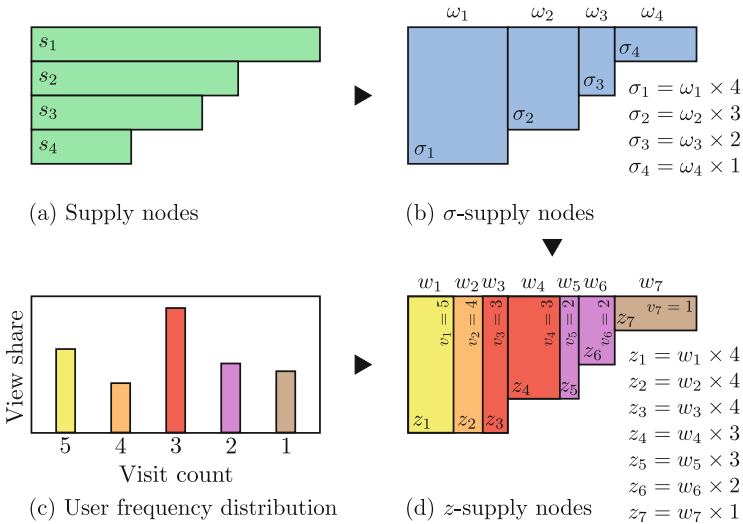 s₁
s₂
s₃
s₄
(a) Supply nodes
ω₁ ω₂ ω₃ ω₄
σ₁
σ₂
σ₃
σ₄
σ₁ = ω₁ × 4
σ₂ = ω₂ × 3
σ₃ = ω₃ × 2
σ₄ = ω₄ × 1
(b) σ-supply nodes
View share
5 4 3 2 1
Visit count
(c) User frequency distribution
w₁ w₂ w₃ w₄ w₅ w₆ w₇
v₁ = 5
v₂ = 4
v₃ = 3
v₄ = 3
v₅ = 2
v₆ = 2
v₇ = 1
z₁
z₂
z₃
z₄
z₅
z₆
z₇
z₁ = w₁ × 4
z₂ = w₂ × 4
z₃ = w₃ × 4
z₄ = w₄ × 3
z₅ = w₅ × 3
z₆ = w₆ × 2
z₇ = w₇ × 1
(d) z-supply nodes